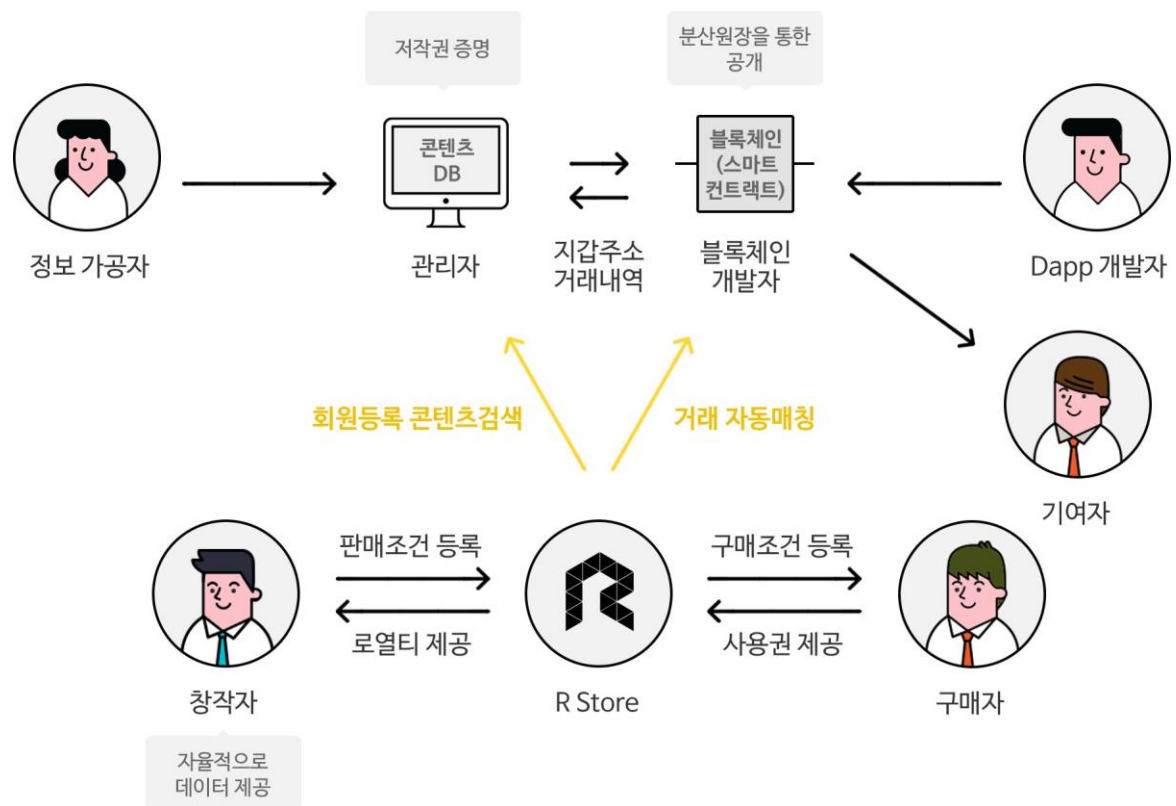 저작권 증명
분산원장을 통한
공개
콘텐츠
DB
블록체인
(스마트
컨트랙트)
정보 가공자
관리자
지갑주소
거래내역
블록체인
개발자
Dapp 개발자
회원등록 콘텐츠검색
거래 자동매칭
기여자
판매조건 등록
구매조건 등록
로열티 제공
사용권 제공
창작자
R Store
구매자
자율적으로
데이터 제공